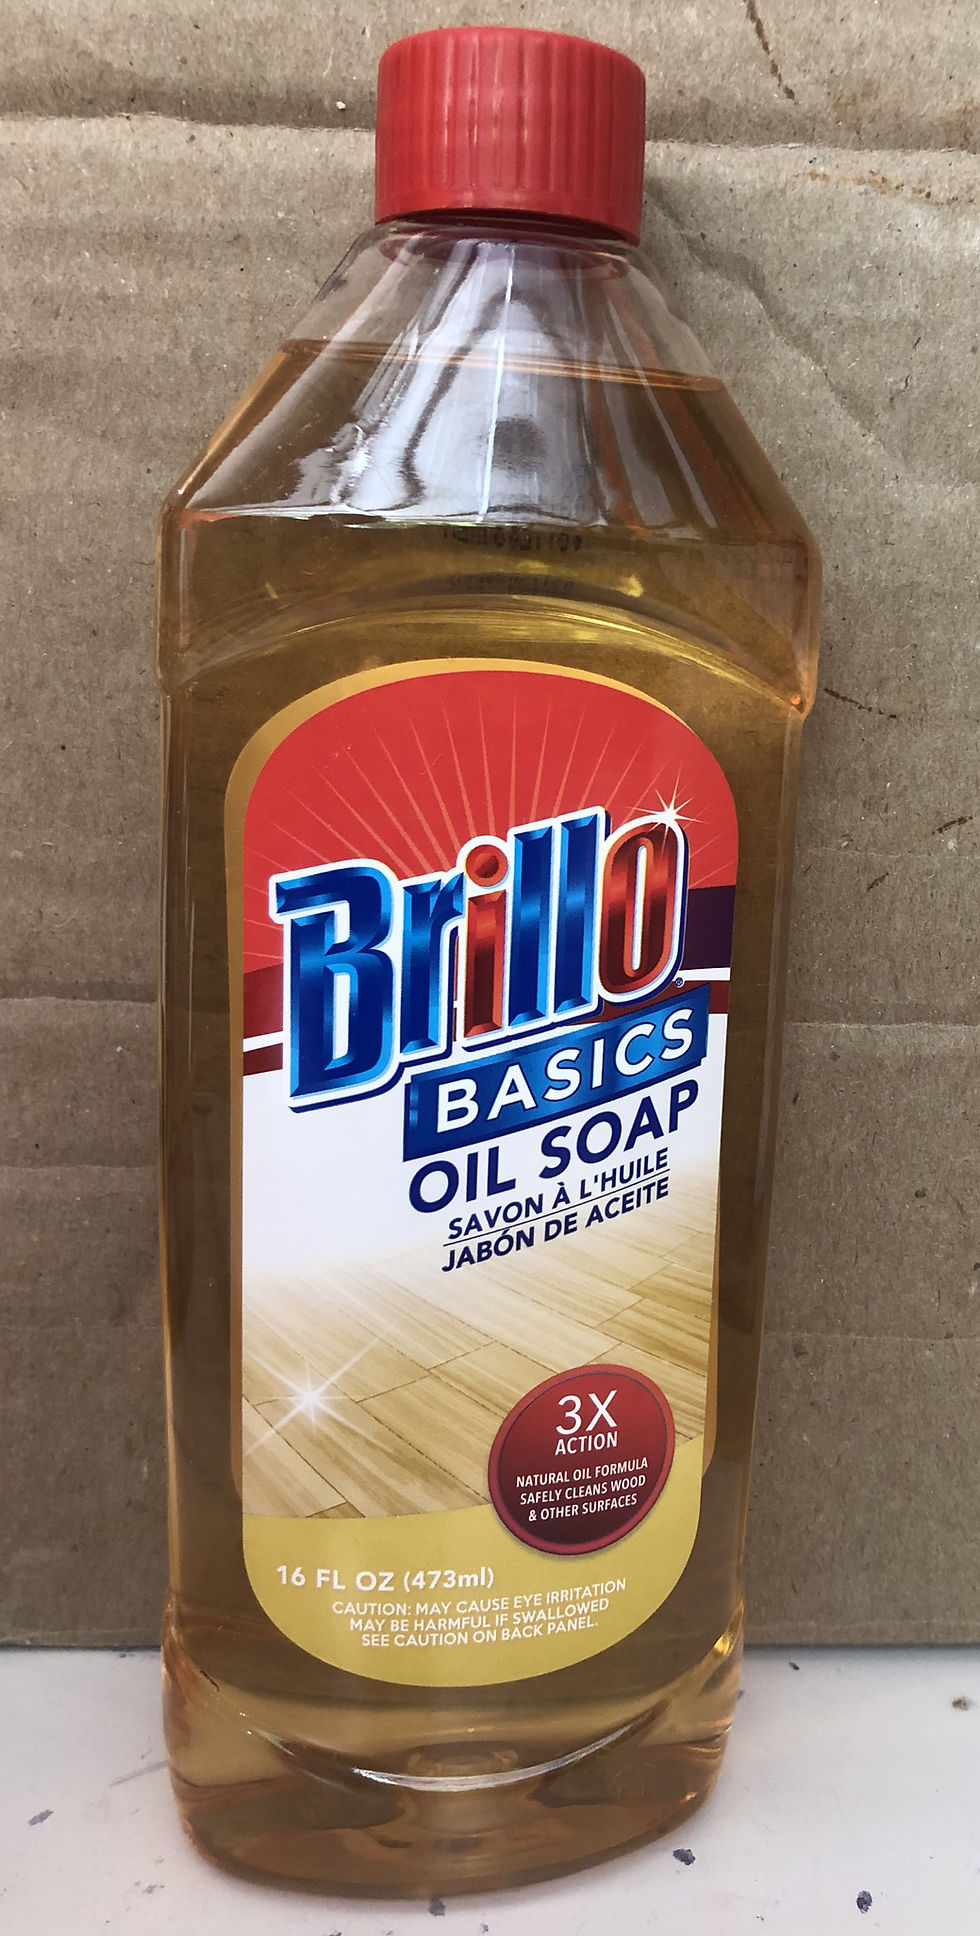 Brillo
BASICS
OIL SOAP
SAVON À L'HUILE
JABÓN DE ACEITE
3X
ACTION
NATURAL OIL FORMULA
SAFELY CLEANS WOOD
& OTHER SURFACES
16 FL OZ (473ml)
CAUTION: MAY CAUSE EYE IRRITATION
MAY BE HARMFUL IF SWALLOWED
SEE CAUTION ON BACK PANEL.